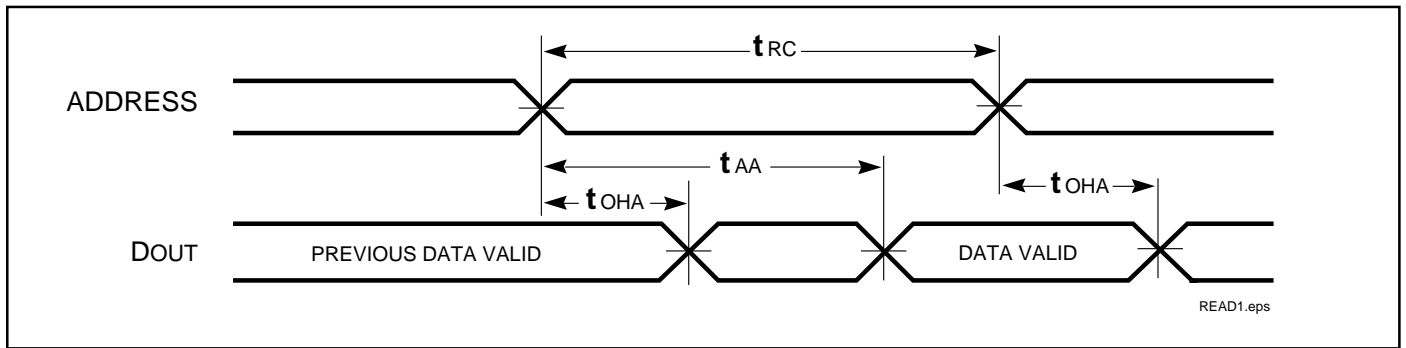 tRC
ADDRESS
tAA
tOHA
tOHA
DOUT
PREVIOUS DATA VALID
DATA VALID
READ1.eps